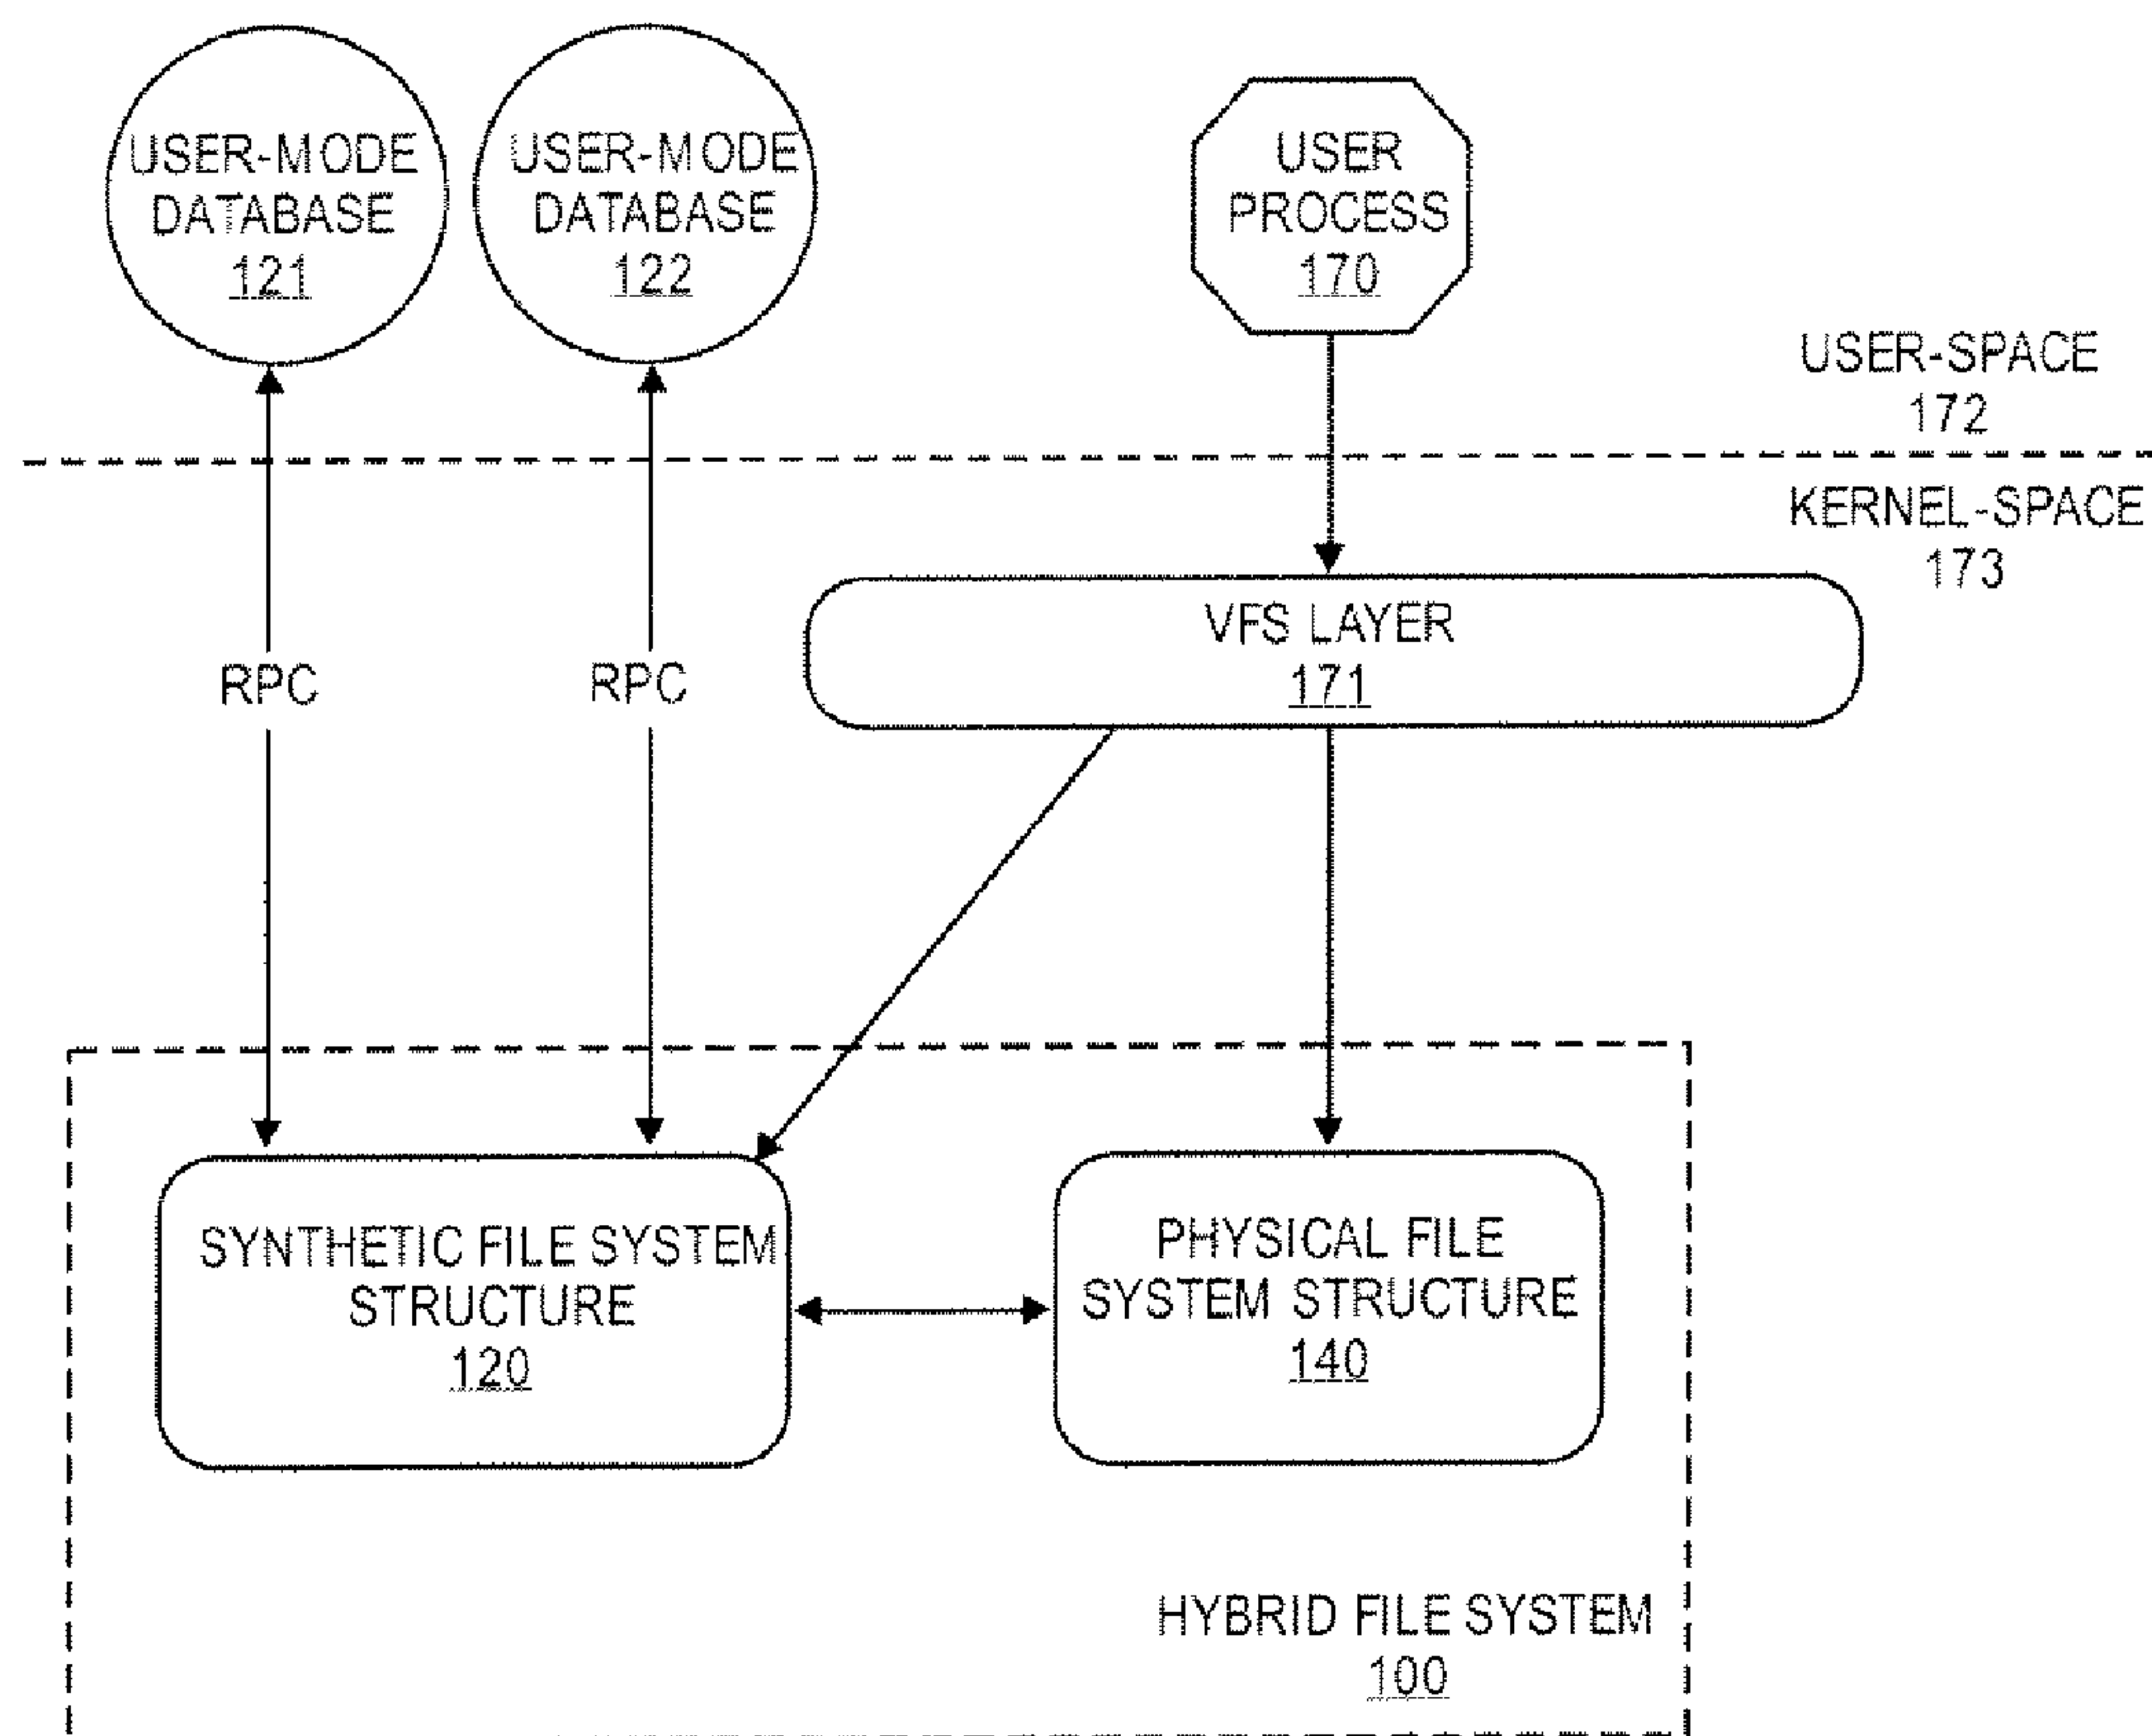 USER-MODE
DATABASE
121
USER-MODE
DATABASE
122
USER
PROCESS
170
USER-SPACE
172
KERNEL-SPACE
173
VFS LAYER
171
RPC
RPC
SYNTHETIC FILE SYSTEM
STRUCTURE
120
PHYSICAL FILE
SYSTEM STRUCTURE
140
HYBRID FILE SYSTEM
100